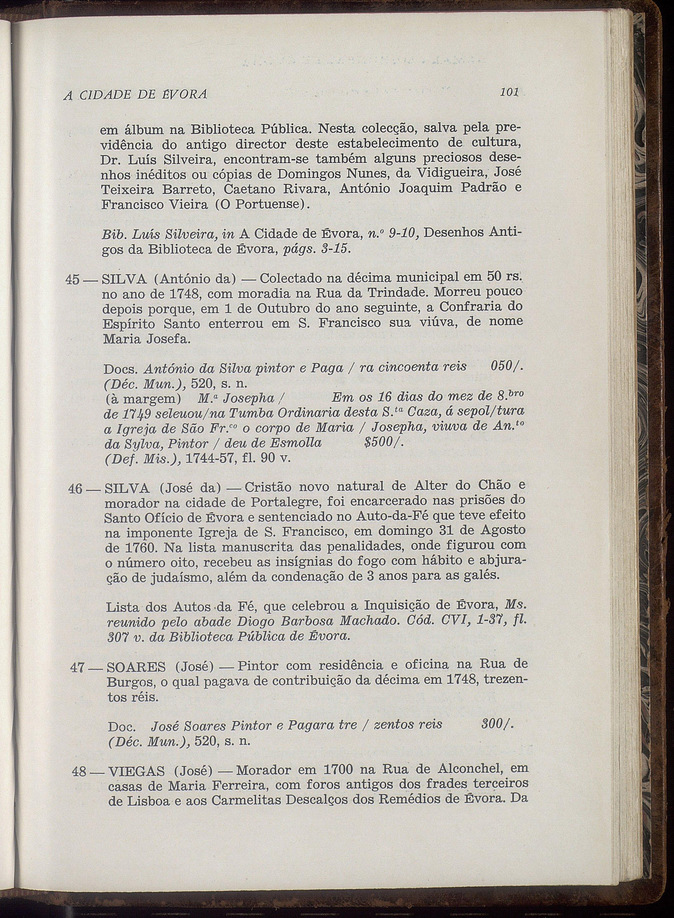 A CIDADE DE ÉVORA 101
em álbum na Biblioteca Pública. Nesta colecção, salva pela pre-
vidência do antigo director deste estabelecimento de cultura,
Dr. Luís Silveira, encontram-se também alguns preciosos dese-
nhos inéditos ou cópias de Domingos Nunes, da Vidigueira, José
Teixeira Barreto, Caetano Rivara, António Joaquim Padrão e
Francisco Vieira (O Portuense).
Bib. Luís Silveira, in A Cidade de Évora, n.º 9-10, Desenhos Anti-
gos da Biblioteca de Évora, págs. 3-15.
45 — SILVA (António da) — Colectado na décima municipal em 50 rs.
no ano de 1748, com moradia na Rua da Trindade. Morreu pouco
depois porque, em 1 de Outubro do ano seguinte, a Confraria do
Espírito Santo enterrou em S. Francisco sua viúva, de nome
Maria Josefa.
Docs. António da Silva pintor e Paga / ra cincoenta reis 050/.
(Déc. Mun.), 520, s. n.
(à margem) M.ª Josepha / Em os 16 dias do mez de 8.bro
de 1749 seleuou/na Tumba Ordinaria desta S.ta Caza, á sepol/tura
a Igreja de São Fr.co o corpo de Maria / Josepha, viuva de An.to
da Sylva, Pintor / deu de Esmolla $500/.
(Def. Mis.), 1744-57, fl. 90 v.
46 — SILVA (José da) — Cristão novo natural de Alter do Chão e
morador na cidade de Portalegre, foi encarcerado nas prisões do
Santo Ofício de Évora e sentenciado no Auto-da-Fé que teve efeito
na imponente Igreja de S. Francisco, em domingo 31 de Agosto
de 1760. Na lista manuscrita das penalidades, onde figurou com
o número oito, recebeu as insígnias do fogo com hábito e abjura-
ção de judaísmo, além da condenação de 3 anos para as galés.
Lista dos Autos da Fé, que celebrou a Inquisição de Évora, Ms.
reunido pelo abade Diogo Barbosa Machado. Cód. CVI, 1-37, fl.
307 v. da Biblioteca Pública de Évora.
47 — SOARES (José) — Pintor com residência e oficina na Rua de
Burgos, o qual pagava de contribuição da décima em 1748, trezen-
tos réis.
Doc. José Soares Pintor e Pagara tre / zentos reis 300/.
(Déc. Mun.), 520, s. n.
48 — VIEGAS (José) — Morador em 1700 na Rua de Alconchel, em
casas de Maria Ferreira, com foros antigos dos frades terceiros
de Lisboa e aos Carmelitas Descalços dos Remédios de Évora. Da